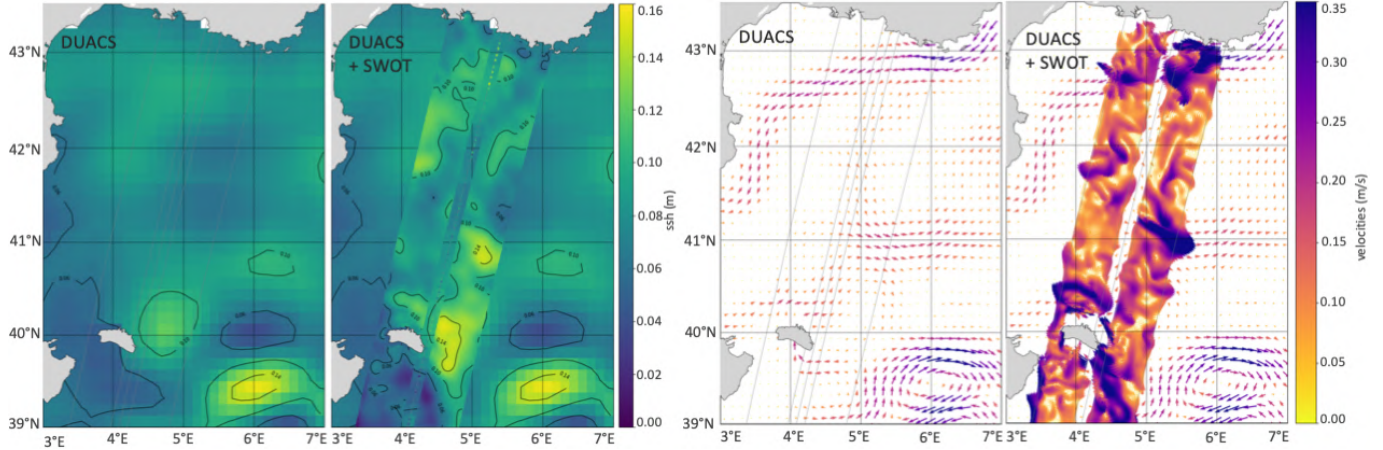 DUACS
DUACS
+ SWOT
43°N
42°N
41°N
40°N
39°N
3°E
4°E
5°E
6°E
7°E
3°E
4°E
5°E
6°E
7°E
0.16
0.14
0.12
0.10
0.08
0.06
0.04
0.02
0.00
ssh (m)
DUACS
DUACS
+ SWOT
43°N
42°N
41°N
40°N
39°N
3°E
4°E
5°E
6°E
7°E
3°E
4°E
5°E
6°E
7°E
0.35
0.30
0.25
0.20
0.15
0.10
0.05
0.00
velocities (m/s)